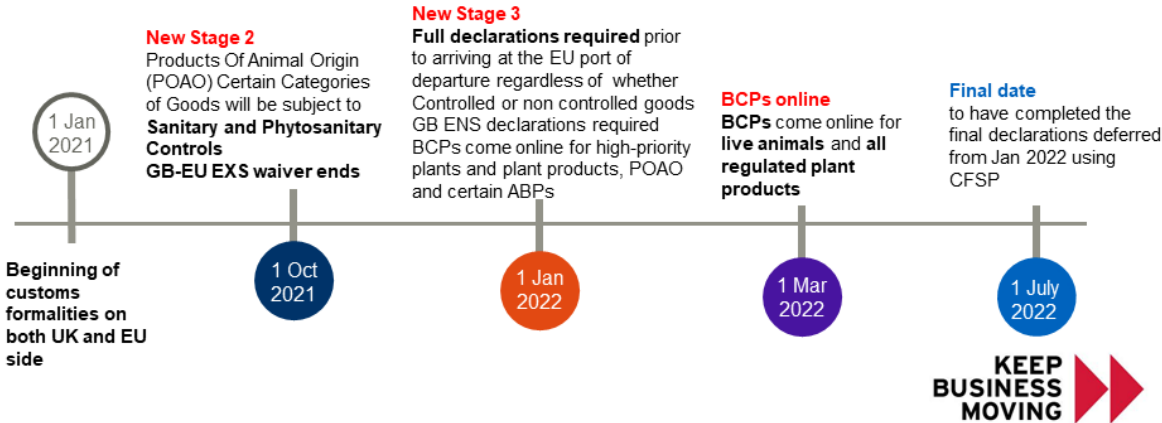 1 Jan
2021
Beginning of
customs
formalities on
both UK and EU
side
New Stage 2
Products Of Animal Origin
(POAO) Certain Categories
of Goods will be subject to
Sanitary and Phytosanitary
Controls
GB-EU EXS waiver ends
1 Oct
2021
New Stage 3
Full declarations required prior
to arriving at the EU port of
departure regardless of whether
Controlled or non controlled goods
GB ENS declarations required
BCPs come online for high-priority
plants and plant products, POAO
and certain ABPs
1 Jan
2022
BCPs online
BCPs come online for
live animals and all
regulated plant
products
1 Mar
2022
Final date
to have completed the
final declarations deferred
from Jan 2022 using
CFSP
1 July
2022
KEEP
BUSINESS
MOVING